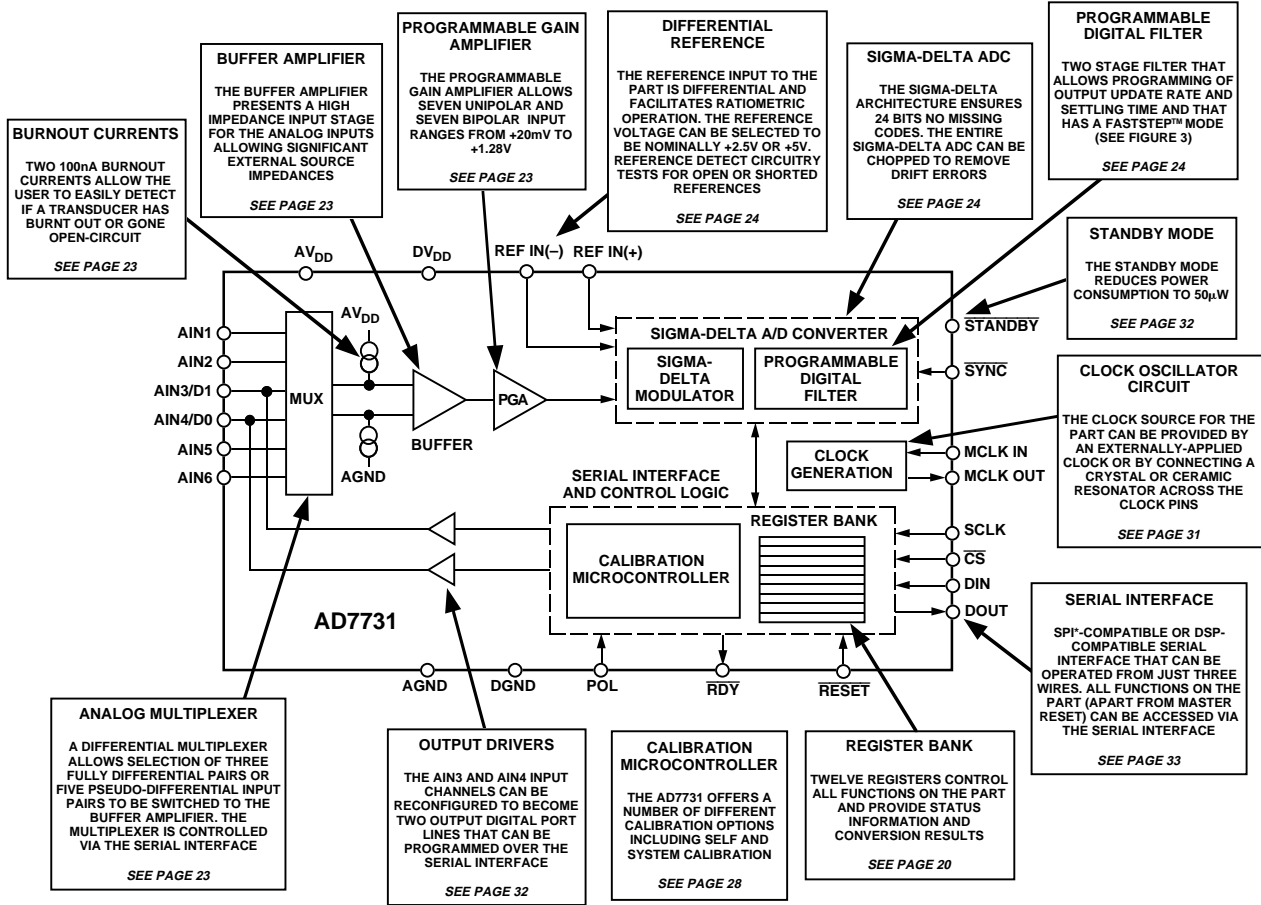 BURNOUT CURRENTS
TWO 100nA BURNOUT
CURRENTS ALLOW THE
USER TO EASILY DETECT
IF A TRANSDUCER HAS
BURNT OUT OR GONE
OPEN-CIRCUIT
SEE PAGE 23
BUFFER AMPLIFIER
THE BUFFER AMPLIFIER
PRESENTS A HIGH
IMPEDANCE INPUT STAGE
FOR THE ANALOG INPUTS
ALLOWING SIGNIFICANT
EXTERNAL SOURCE
IMPEDANCES
SEE PAGE 23
PROGRAMMABLE GAIN
AMPLIFIER
THE PROGRAMMABLE
GAIN AMPLIFIER ALLOWS
SEVEN UNIPOLAR AND
SEVEN BIPOLAR INPUT
RANGES FROM +20mV TO
+1.28V
SEE PAGE 23
DIFFERENTIAL
REFERENCE
THE REFERENCE INPUT TO THE
PART IS DIFFERENTIAL AND
FACILITATES RATIOMETRIC
OPERATION. THE REFERENCE
VOLTAGE CAN BE SELECTED TO
BE NOMINALLY +2.5V OR +5V.
REFERENCE DETECT CIRCUITRY
TESTS FOR OPEN OR SHORTED
REFERENCES
SEE PAGE 24
SIGMA-DELTA ADC
THE SIGMA-DELTA
ARCHITECTURE ENSURES
24 BITS NO MISSING
CODES. THE ENTIRE
SIGMA-DELTA ADC CAN BE
CHOPPED TO REMOVE
DRIFT ERRORS
SEE PAGE 24
PROGRAMMABLE
DIGITAL FILTER
TWO STAGE FILTER THAT
ALLOWS PROGRAMMING OF
OUTPUT UPDATE RATE AND
SETTLING TIME AND THAT
HAS A FASTSTEP™ MODE
(SEE FIGURE 3)
SEE PAGE 24
STANDBY MODE
THE STANDBY MODE
REDUCES POWER
CONSUMPTION TO 50µW
SEE PAGE 32
CLOCK OSCILLATOR
CIRCUIT
THE CLOCK SOURCE FOR THE
PART CAN BE PROVIDED BY
AN EXTERNALLY-APPLIED
CLOCK OR BY CONNECTING A
CRYSTAL OR CERAMIC
RESONATOR ACROSS THE
CLOCK PINS
SEE PAGE 31
SERIAL INTERFACE
SPI*-COMPATIBLE OR DSP-
COMPATIBLE SERIAL
INTERFACE THAT CAN BE
OPERATED FROM JUST THREE
WIRES. ALL FUNCTIONS ON THE
PART (APART FROM MASTER
RESET) CAN BE ACCESSED VIA
THE SERIAL INTERFACE
SEE PAGE 33
AVDD
DVDD
REF IN(–)
REF IN(+)
AIN1
AIN2
AIN3/D1
AIN4/D0
AIN5
AIN6
MUX
AVDD
AGND
BUFFER
PGA
SIGMA-DELTA A/D CONVERTER
SIGMA-
DELTA
MODULATOR
PROGRAMMABLE
DIGITAL
FILTER
STANDBY
SYNC
CLOCK
GENERATION
MCLK IN
MCLK OUT
SERIAL INTERFACE
AND CONTROL LOGIC
REGISTER BANK
CALIBRATION
MICROCONTROLLER
SCLK
CS
DIN
DOUT
AD7731
AGND
DGND
POL
RDY
RESET
ANALOG MULTIPLEXER
A DIFFERENTIAL MULTIPLEXER
ALLOWS SELECTION OF THREE
FULLY DIFFERENTIAL PAIRS OR
FIVE PSEUDO-DIFFERENTIAL INPUT
PAIRS TO BE SWITCHED TO THE
BUFFER AMPLIFIER. THE
MULTIPLEXER IS CONTROLLED
VIA THE SERIAL INTERFACE
SEE PAGE 23
OUTPUT DRIVERS
THE AIN3 AND AIN4 INPUT
CHANNELS CAN BE
RECONFIGURED TO BECOME
TWO OUTPUT DIGITAL PORT
LINES THAT CAN BE
PROGRAMMED OVER THE
SERIAL INTERFACE
SEE PAGE 32
CALIBRATION
MICROCONTROLLER
THE AD7731 OFFERS A
NUMBER OF DIFFERENT
CALIBRATION OPTIONS
INCLUDING SELF AND
SYSTEM CALIBRATION
SEE PAGE 28
REGISTER BANK
TWELVE REGISTERS CONTROL
ALL FUNCTIONS ON THE PART
AND PROVIDE STATUS
INFORMATION AND
CONVERSION RESULTS
SEE PAGE 20